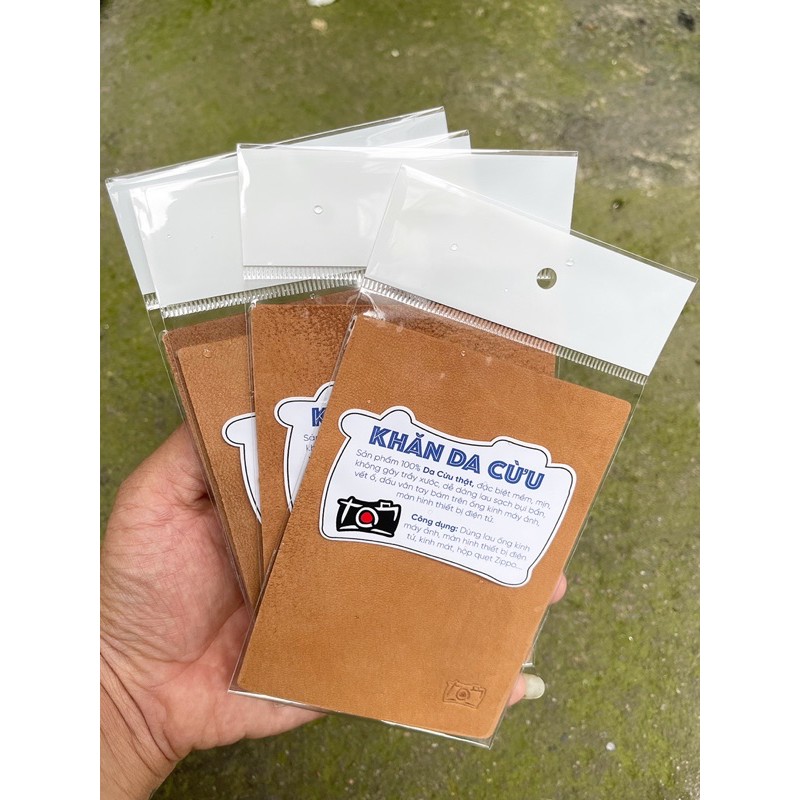 KHĂN DA CỪU
Sản phẩm 100% Da Cừu thật, đặc biệt mềm, mịn,
không gây trầy xước, dễ dàng lau sạch bụi bẩn,
vết ố, dấu vân tay bám trên ống kính máy ảnh,
màn hình thiết bị điện tử.
Công dụng: Dùng lau ống kính
máy ảnh, màn hình thiết bị điện
tử, kính mát, hộp quẹt Zippo...
K
Sả